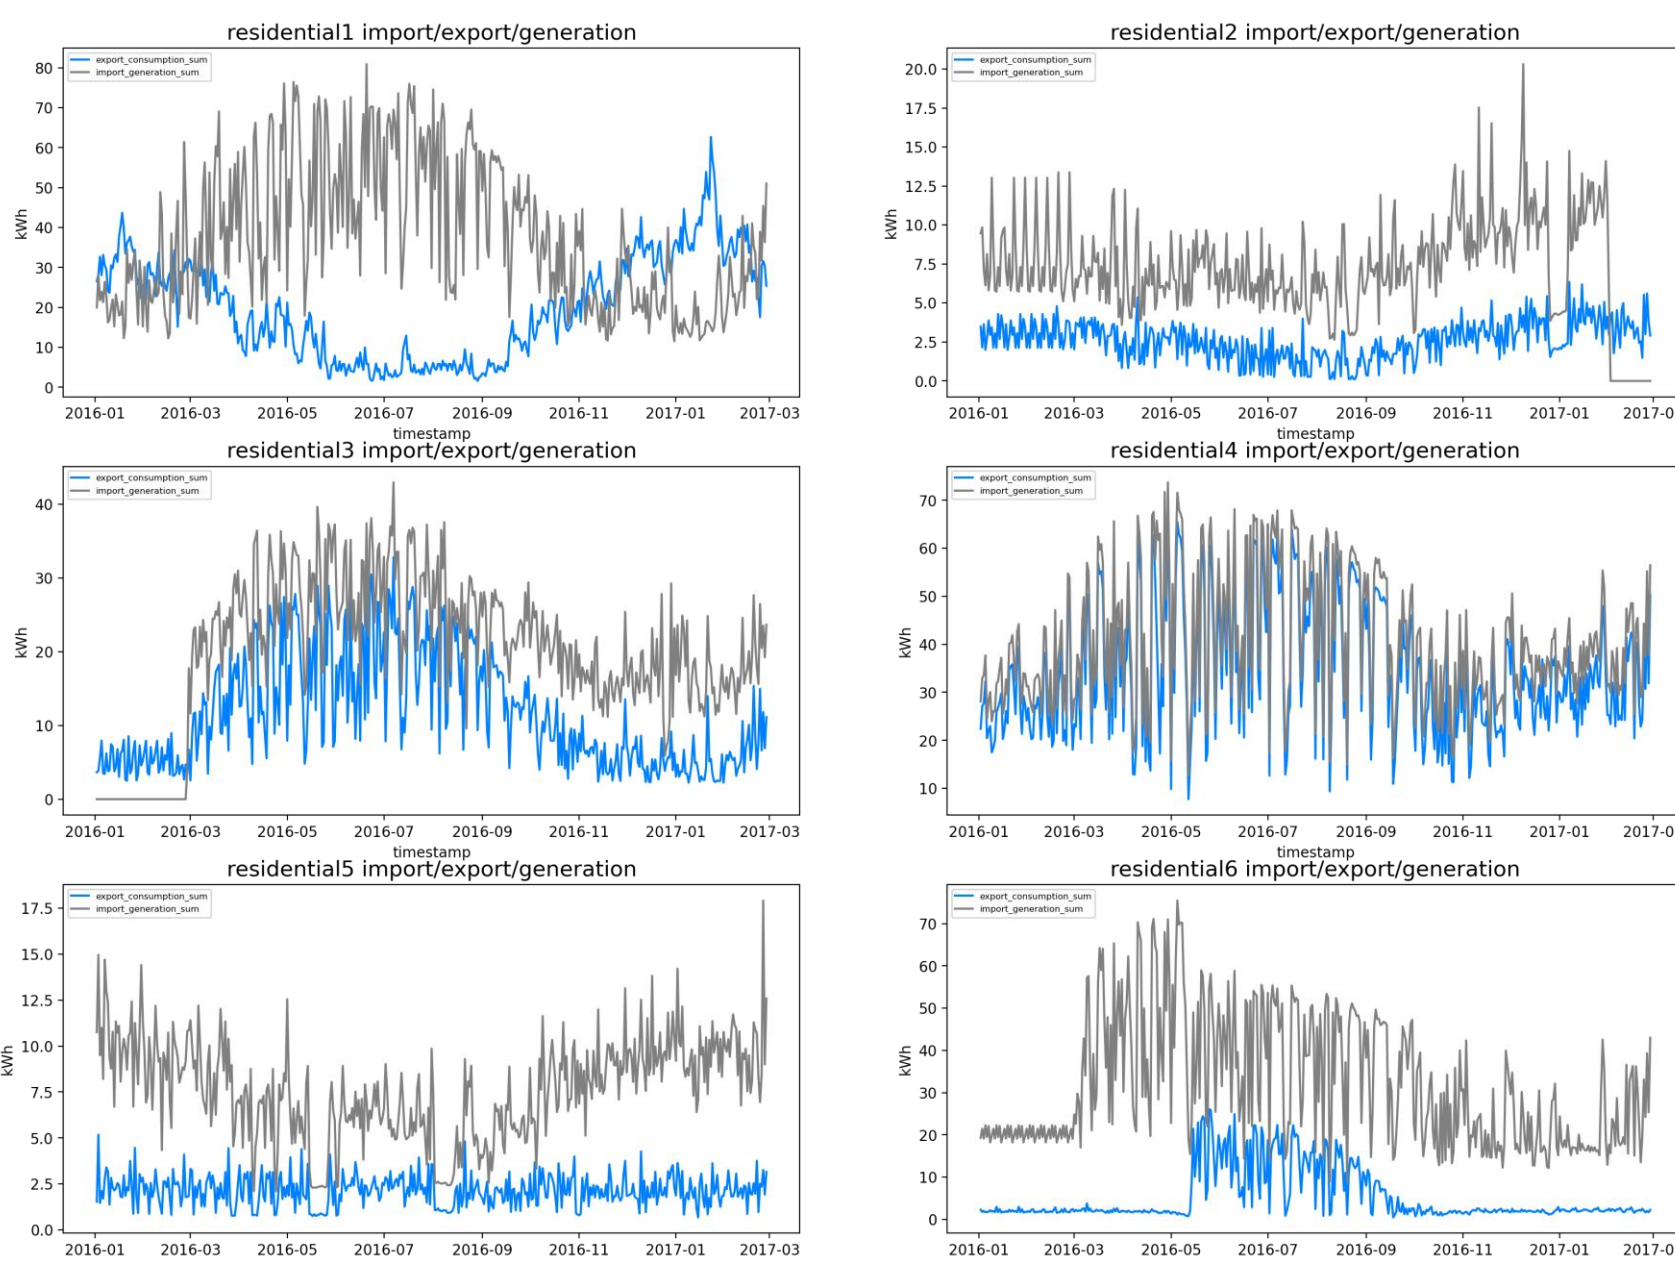 residential1 import/export/generation
export_consumption_sum
import_generation_sum
kWh
80
70
60
50
40
30
20
10
0
2016-01 2016-03 2016-05 2016-07 2016-09 2016-11 2017-01 2017-03
timestamp
residential2 import/export/generation
export_consumption_sum
import_generation_sum
kWh
20.0
17.5
15.0
12.5
10.0
7.5
5.0
2.5
0.0
2016-01 2016-03 2016-05 2016-07 2016-09 2016-11 2017-01 2017-0
timestamp
residential3 import/export/generation
export_consumption_sum
import_generation_sum
kWh
40
30
20
10
0
2016-01 2016-03 2016-05 2016-07 2016-09 2016-11 2017-01 2017-03
timestamp
residential4 import/export/generation
export_consumption_sum
import_generation_sum
kWh
70
60
50
40
30
20
10
2016-01 2016-03 2016-05 2016-07 2016-09 2016-11 2017-01 2017-0
timestamp
residential5 import/export/generation
export_consumption_sum
import_generation_sum
kWh
17.5
15.0
12.5
10.0
7.5
5.0
2.5
0.0
2016-01 2016-03 2016-05 2016-07 2016-09 2016-11 2017-01 2017-03
residential6 import/export/generation
export_consumption_sum
import_generation_sum
kWh
70
60
50
40
30
20
10
0
2016-01 2016-03 2016-05 2016-07 2016-09 2016-11 2017-01 2017-0